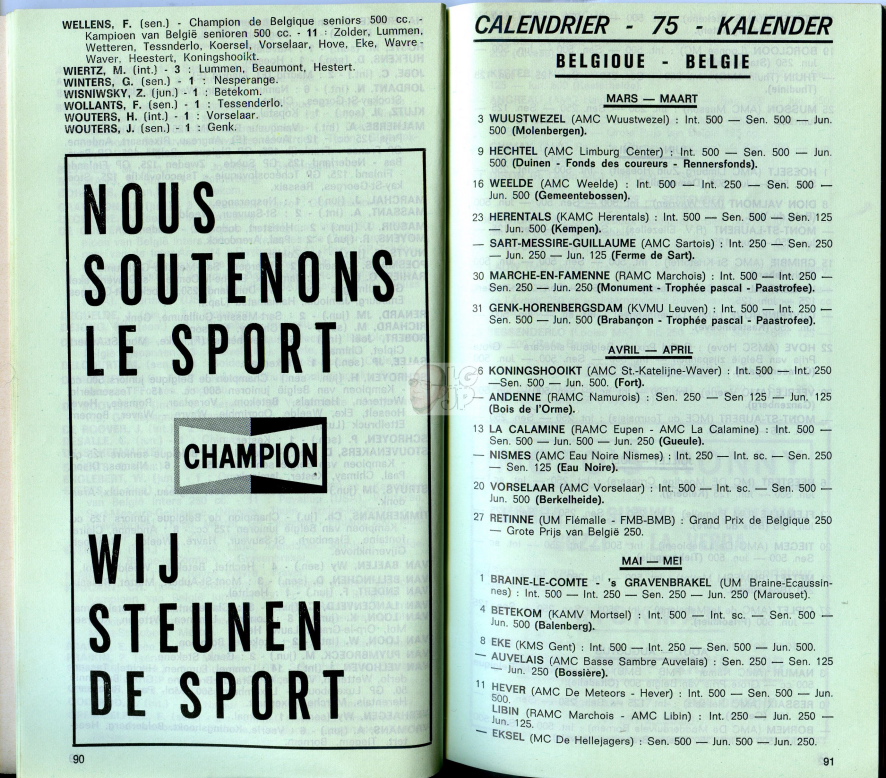 WELLENS, F. (sen.) - Champion de Belgique seniors 500 cc. -
Kampioen van België senioren 500 cc. - 11 : Zolder, Lummen,
Wetteren, Tessnderlo, Koersel, Vorselaar, Hove, Eke, Wavre-
Waver, Heestert, Koningshooikt.
WIERTZ, M. (int.) - 3 : Lummen, Beaumont, Hestert.
WINTERS, G. (sen.) - 1 : Nesperange.
WISNIWSKY, Z. (jun.) - 1 : Betekom.
WOLLANTS, F. (sen.) - 1 : Tessenderlo.
WOUTERS, H. (int.) - 1 : Vorselaar.
WOUTERS, J. (sen.) - 1 : Genk.
NOUS
SOUTENONS
LE SPORT
CHAMPION
WIJ
STEUNEN
DE SPORT
90
CALENDRIER - 75 - KALENDER
BELGIQUE - BELGIE
MARS — MAART
3 WUUSTWEZEL (AMC Wuustwezel) : Int. 500 — Sen. 500 — Jun.
500 (Molenbergen).
9 HECHTEL (AMC Limburg Center) : Int. 500 — Sen. 500 — Jun.
500 (Duinen - Fonds des coureurs - Rennersfonds).
16 WEELDE (AMC Weelde) : Int. 500 — Int. 250 — Sen. 500 —
Jun. 500 (Gemeentebossen).
23 HERENTALS (KAMC Herentals) : Int. 500 — Sen. 500 — Sen. 125
— Jun. 500 (Kempen).
— SART-MESSIRE-GUILLAUME (AMC Sartois) : Int. 250 — Sen. 250
— Jun. 250 — Jun. 125 (Ferme de Sart).
30 MARCHE-EN-FAMENNE (RAMC Marchois) : Int. 500 — Int. 250 —
Sen. 250 — Jun. 250 (Monument - Trophée pascal - Paastrofee).
31 GENK-HORENBERGSDAM (KVMU Leuven) : Int. 500 — Int. 250 —
Sen. 500 — Jun. 500 (Brabançon - Trophée pascal - Paastrofee).
AVRIL — APRIL
6 KONINGSHOOIKT (AMC St.-Katelijne-Waver) : Int. 500 — Int. 250
—Sen. 500 — Jun. 500. (Fort).
— ANDENNE (RAMC Namurois) : Sen. 250 — Sen 125 — Jun. 125
(Bois de l'Orme).
13 LA CALAMINE (RAMC Eupen - AMC La Calamine) : Int. 500 —
Sen. 500 — Jun. 500 — Jun. 250 (Gueule).
— NISMES (AMC Eau Noire Nismes) : Int. 250 — Int. sc. — Sen. 250
— Sen. 125 (Eau Noire).
20 VORSELAAR (AMC Vorselaar) : Int. 500 — Int. sc. — Sen. 500 —
Jun. 500 (Berkelheide).
27 RETINNE (UM Flémalle - FMB-BMB) : Grand Prix de Belgique 250
— Grote Prijs van België 250.
MAI — MEI
1 BRAINE-LE-COMTE - 's GRAVENBRAKEL (UM Braine-Ecaussin-
nes) : Int. 500 — Int. 250 — Sen. 250 — Jun. 250 (Marouset).
4 BETEKOM (KAMV Mortsel) : Int. 500 — Int. sc. — Sen. 500 —
Jun. 500 (Balenberg).
8 EKE (KMS Gent) : Int. 500 — Int. 250 — Sen. 500 — Jun. 500.
— AUVELAIS (AMC Basse Sambre Auvelais) : Sen. 250 — Sen. 125
— Jun. 250 (Bossière).
11 HEVER (AMC De Meteors - Hever) : Int. 500 — Sen. 500 — Jun.
500.
LIBIN (RAMC Marchois - AMC Libin) : Int. 250 — Jun. 250 —
Jun. 125.
— EKSEL (MC De Hellejagers) : Sen. 500 — Jun. 500 — Jun. 250.
91